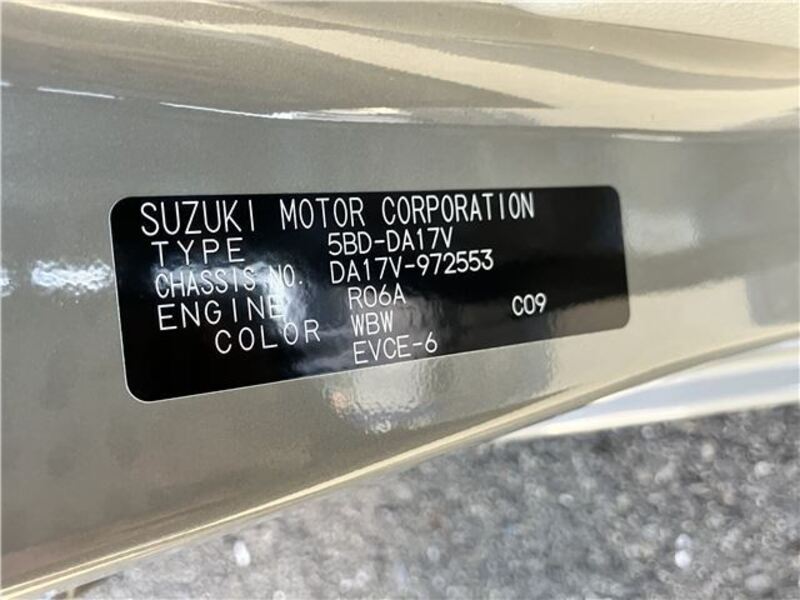 SUZUKI MOTOR CORPORATION
TYPE 5BD-DA17V
CHASSIS NO. DA17V-972553
ENGINE R06A
COLOR WBW C09
EVCE-6